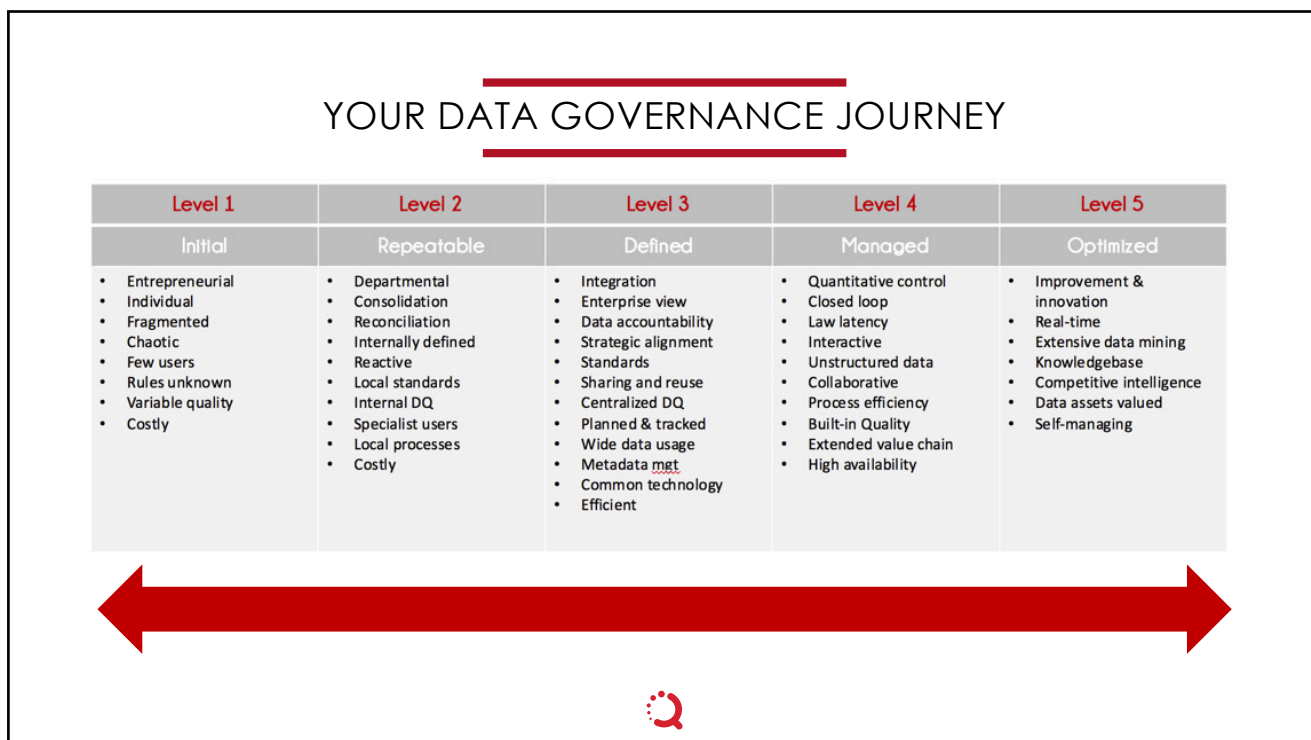 YOUR DATA GOVERNANCE JOURNEY
Level 1
Level 2
Level 3
Level 4
Level 5
Initial
Repeatable
Defined
Managed
Optimized
• Entrepreneurial
• Individual
• Fragmented
• Chaotic
• Few users
• Rules unknown
• Variable quality
• Costly
• Departmental
• Consolidation
• Reconciliation
• Internally defined
• Reactive
• Local standards
• Internal DQ
• Specialist users
• Local processes
• Costly
• Integration
• Enterprise view
• Data accountability
• Strategic alignment
• Standards
• Sharing and reuse
• Centralized DQ
• Planned & tracked
• Wide data usage
• Metadata mgt
• Common technology
• Efficient
• Quantitative control
• Closed loop
• Law latency
• Interactive
• Unstructured data
• Collaborative
• Process efficiency
• Built-in Quality
• Extended value chain
• High availability
• Improvement &
innovation
• Real-time
• Extensive data mining
• Knowledgebase
• Competitive intelligence
• Data assets valued
• Self-managing